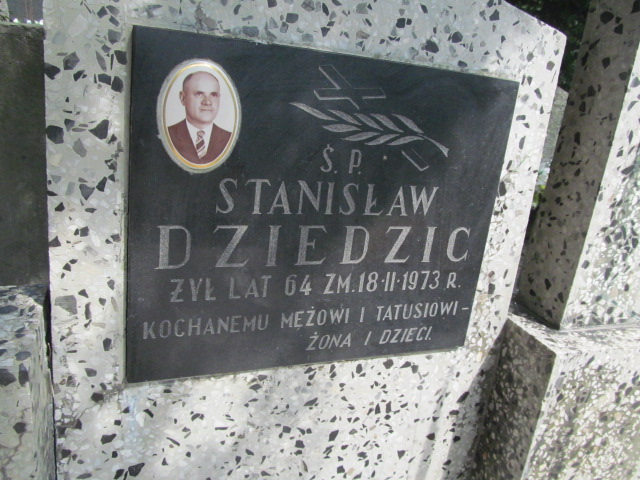 Ś.P.
STANISŁAW
DZIEDZIC
ŻYŁ LAT 64 ZM. 18·II·1973 R.
KOCHANEMU MĘŻOWI I TATUSIOWI -
ŻONA I DZIECI.